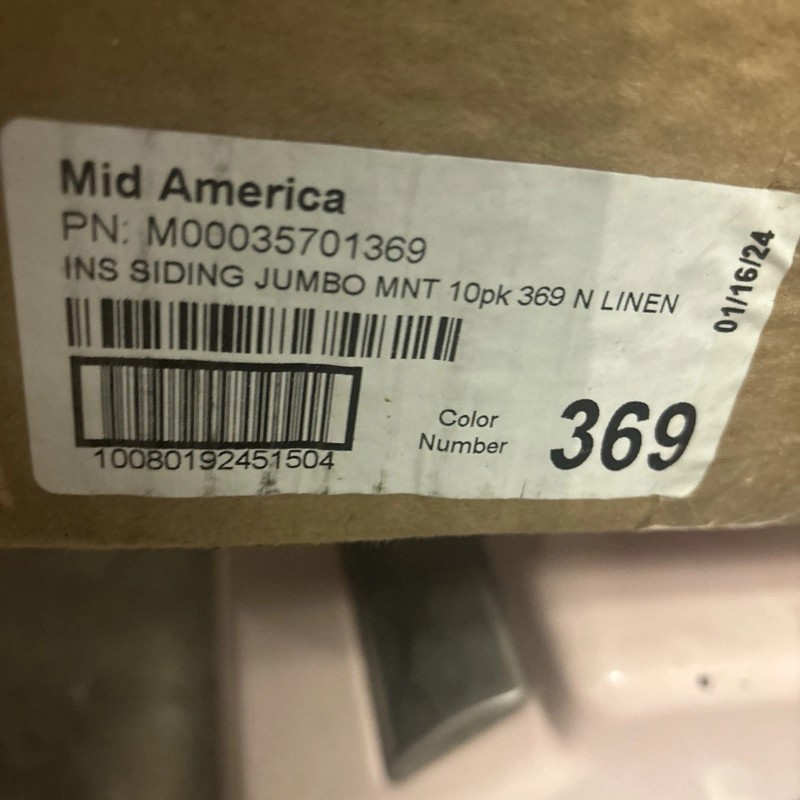 Mid America
PN: M00035701369
INS SIDING JUMBO MNT 10pk 369 N LINEN
01/16/24
10080192451504
Color
Number
369